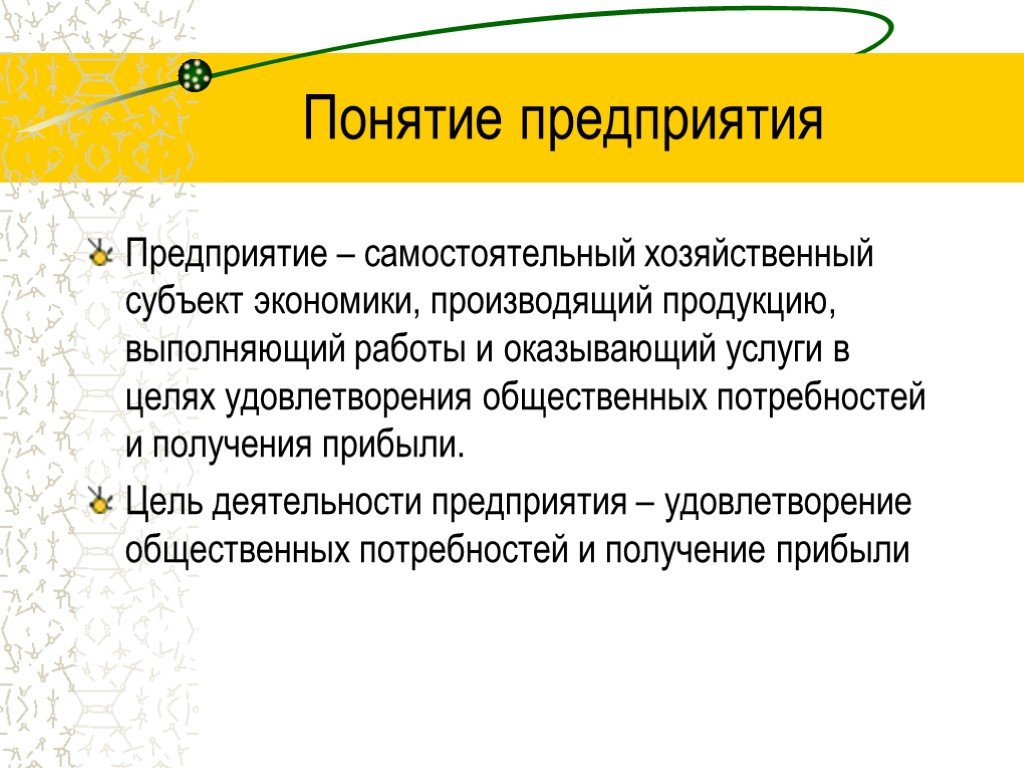 Понятие предприятия
Предприятие – самостоятельный хозяйственный
субъект экономики, производящий продукцию,
выполняющий работы и оказывающий услуги в
целях удовлетворения общественных потребностей
и получения прибыли.
Цель деятельности предприятия – удовлетворение
общественных потребностей и получение прибыли